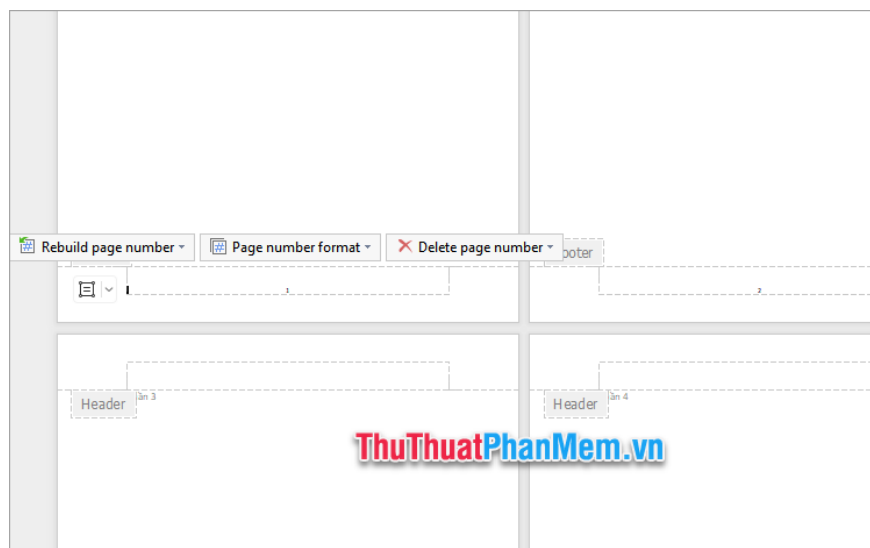 Rebuild page number
Page number format
Delete page number
ooter
1
2
Header
ần 3
Header
ần 4
ThuThuatPhanMem.vn